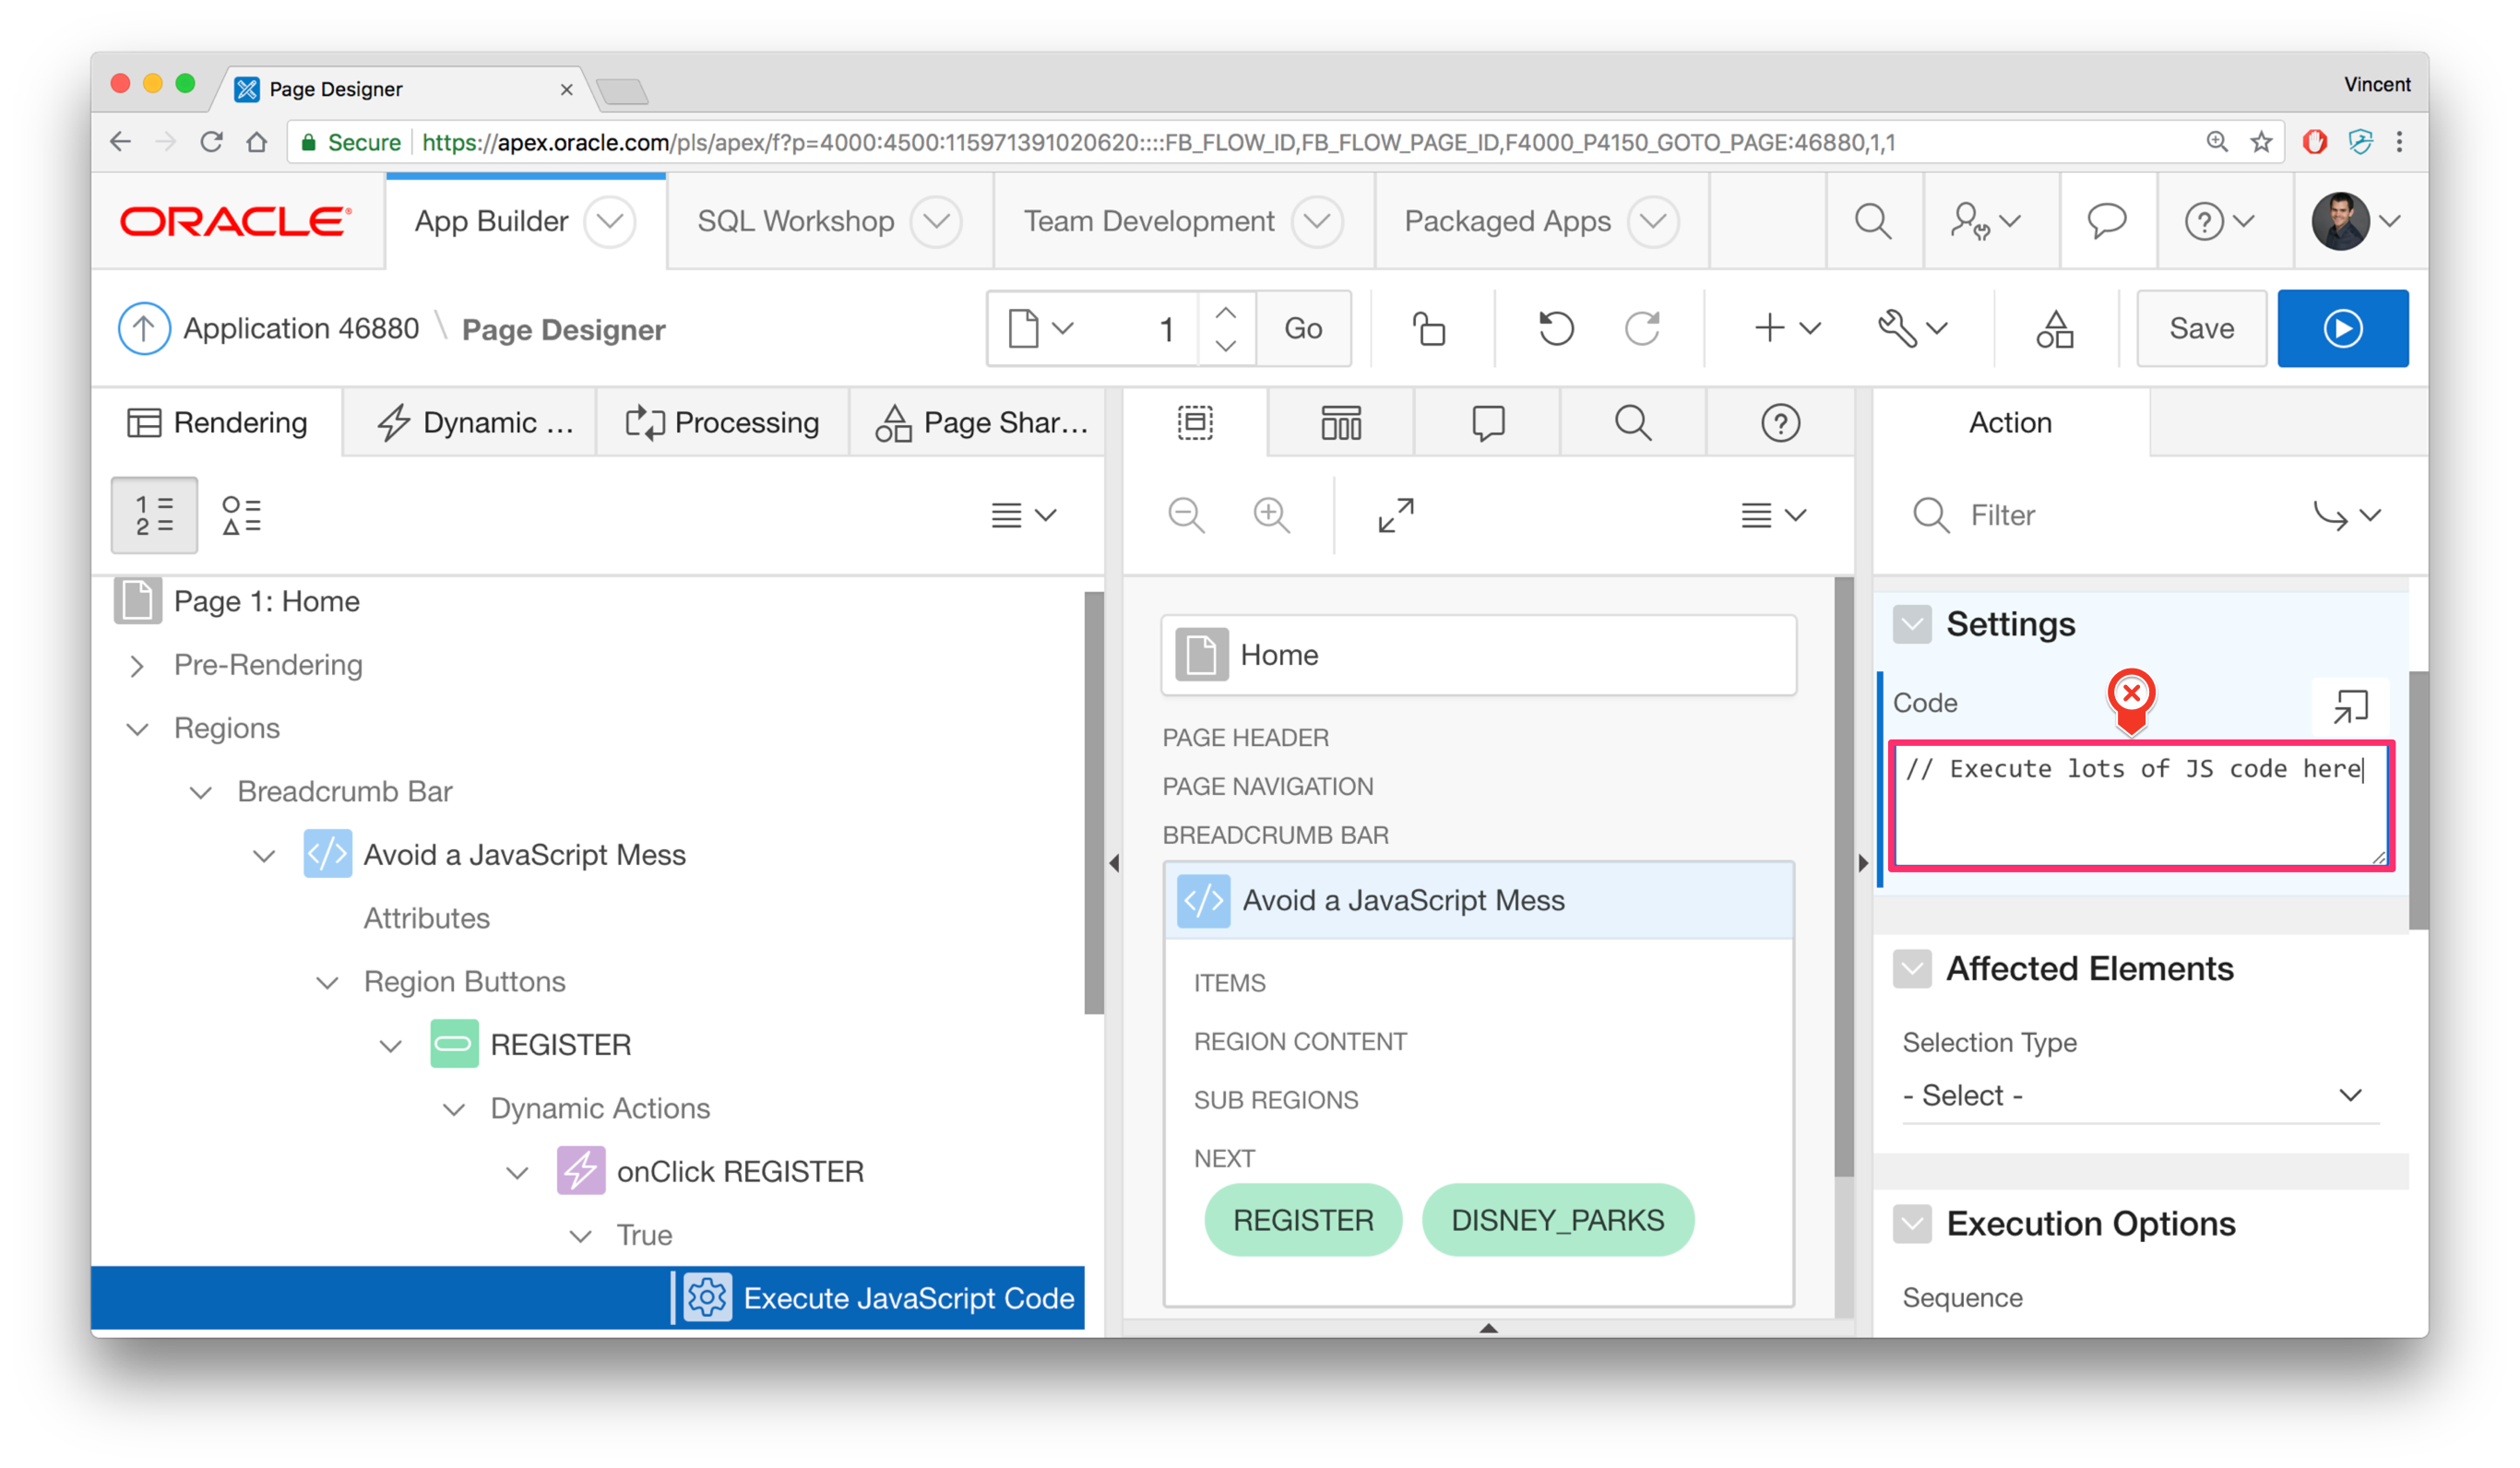 Page Designer
Vincent
Secure https://apex.oracle.com/pls/apex/f?p=4000:4500:115971391020620::::FB_FLOW_ID,FB_FLOW_PAGE_ID,F4000_P4150_GOTO_PAGE:46880,1,1
ORACLE® App Builder SQL Workshop Team Development Packaged Apps
Application 46880 \ Page Designer 1 Go Save
Rendering Dynamic ... Processing Page Shar... Action
1
2
Filter
Page 1: Home
Pre-Rendering
Regions
Breadcrumb Bar
Avoid a JavaScript Mess
Attributes
Region Buttons
REGISTER
Dynamic Actions
onClick REGISTER
True
Execute JavaScript Code
Home
PAGE HEADER
PAGE NAVIGATION
BREADCRUMB BAR
Avoid a JavaScript Mess
ITEMS
REGION CONTENT
SUB REGIONS
NEXT
REGISTER DISNEY_PARKS
Settings
Code
// Execute lots of JS code here
Affected Elements
Selection Type
- Select -
Execution Options
Sequence